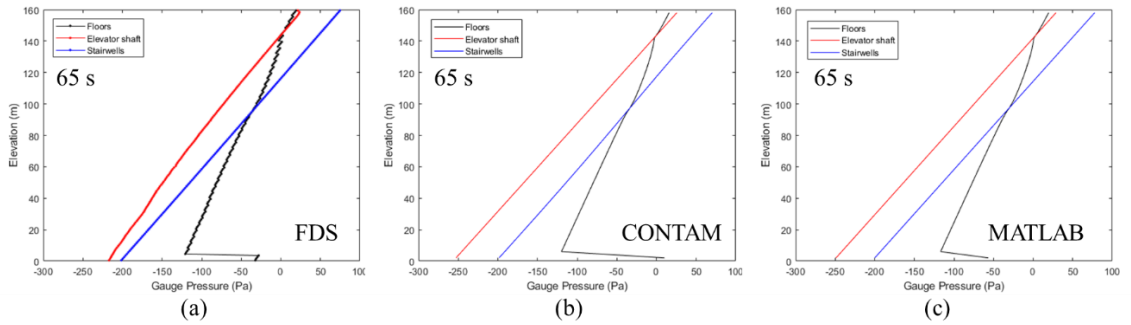 Floors
Elevator shaft
Stairwells
65 s
FDS
Elevation (m)
160
140
120
100
80
60
40
20
0
-300 -250 -200 -150 -100 -50 0 50 100
Gauge Pressure (Pa)
(a)
Floors
Elevator shaft
Stairwells
65 s
CONTAM
Elevation (m)
160
140
120
100
80
60
40
20
0
-300 -250 -200 -150 -100 -50 0 50 100
Gauge Pressure (Pa)
(b)
Floors
Elevator shaft
Stairwells
65 s
MATLAB
Elevation (m)
160
140
120
100
80
60
40
20
0
-300 -250 -200 -150 -100 -50 0 50 100
Gauge Pressure (Pa)
(c)